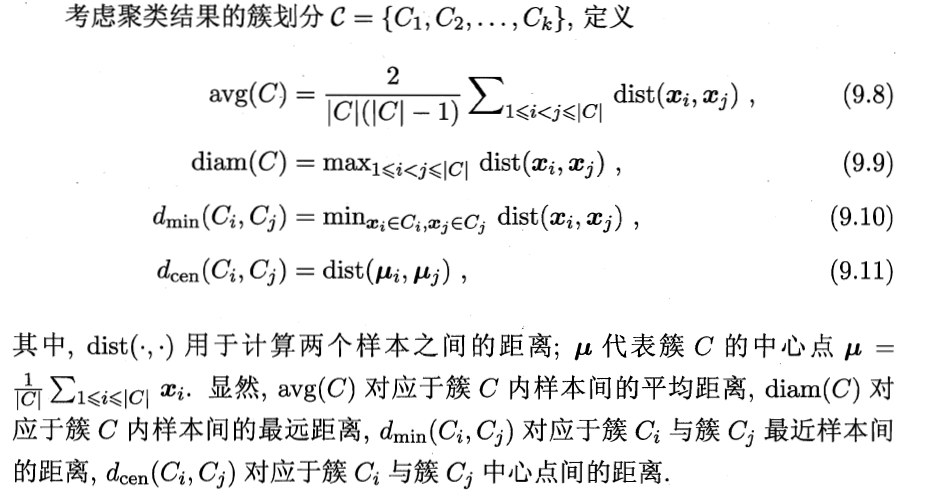 考虑聚类结果的簇划分 $\mathcal{C} = \{C_1, C_2, \ldots, C_k\}$, 定义
$\mathrm{avg}(C) = \frac{2}{|C|(|C|-1)} \sum_{1 \leqslant i < j \leqslant |C|} \mathrm{dist}(\boldsymbol{x}_i, \boldsymbol{x}_j)$ , (9.8)
$\mathrm{diam}(C) = \max_{1 \leqslant i < j \leqslant |C|} \mathrm{dist}(\boldsymbol{x}_i, \boldsymbol{x}_j)$ , (9.9)
$d_{\min}(C_i, C_j) = \min_{\boldsymbol{x}_i \in C_i, \boldsymbol{x}_j \in C_j} \mathrm{dist}(\boldsymbol{x}_i, \boldsymbol{x}_j)$ , (9.10)
$d_{\mathrm{cen}}(C_i, C_j) = \mathrm{dist}(\boldsymbol{\mu}_i, \boldsymbol{\mu}_j)$ , (9.11)
其中, $\mathrm{dist}(\cdot, \cdot)$ 用于计算两个样本之间的距离; $\boldsymbol{\mu}$ 代表簇 $C$ 的中心点 $\boldsymbol{\mu} =$
$\frac{1}{|C|} \sum_{1 \leqslant i \leqslant |C|} \boldsymbol{x}_i$. 显然, $\mathrm{avg}(C)$ 对应于簇 $C$ 内样本间的平均距离, $\mathrm{diam}(C)$ 对
应于簇 $C$ 内样本间的最远距离, $d_{\min}(C_i, C_j)$ 对应于簇 $C_i$ 与簇 $C_j$ 最近样本间
的距离, $d_{\mathrm{cen}}(C_i, C_j)$ 对应于簇 $C_i$ 与簇 $C_j$ 中心点间的距离.